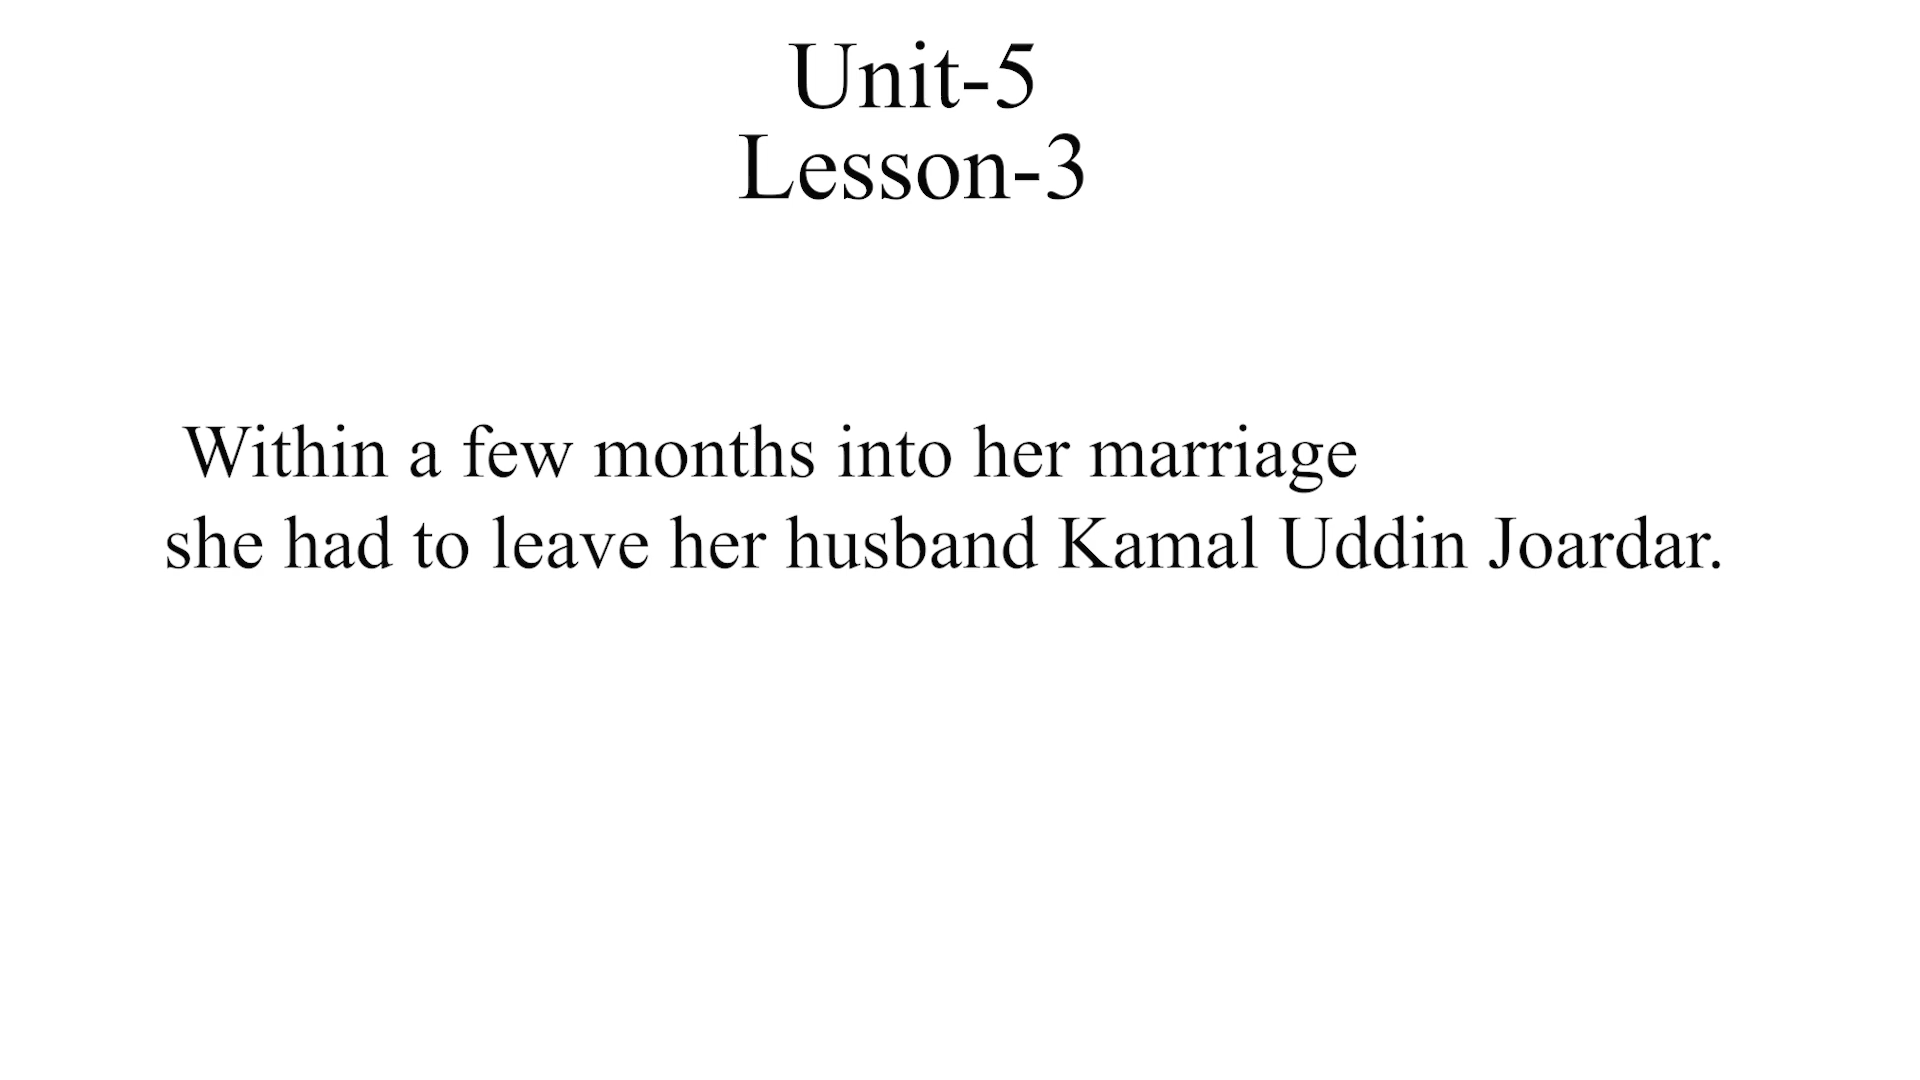 Unit-5
Lesson-3
Within a few months into her marriage
she had to leave her husband Kamal Uddin Joardar.